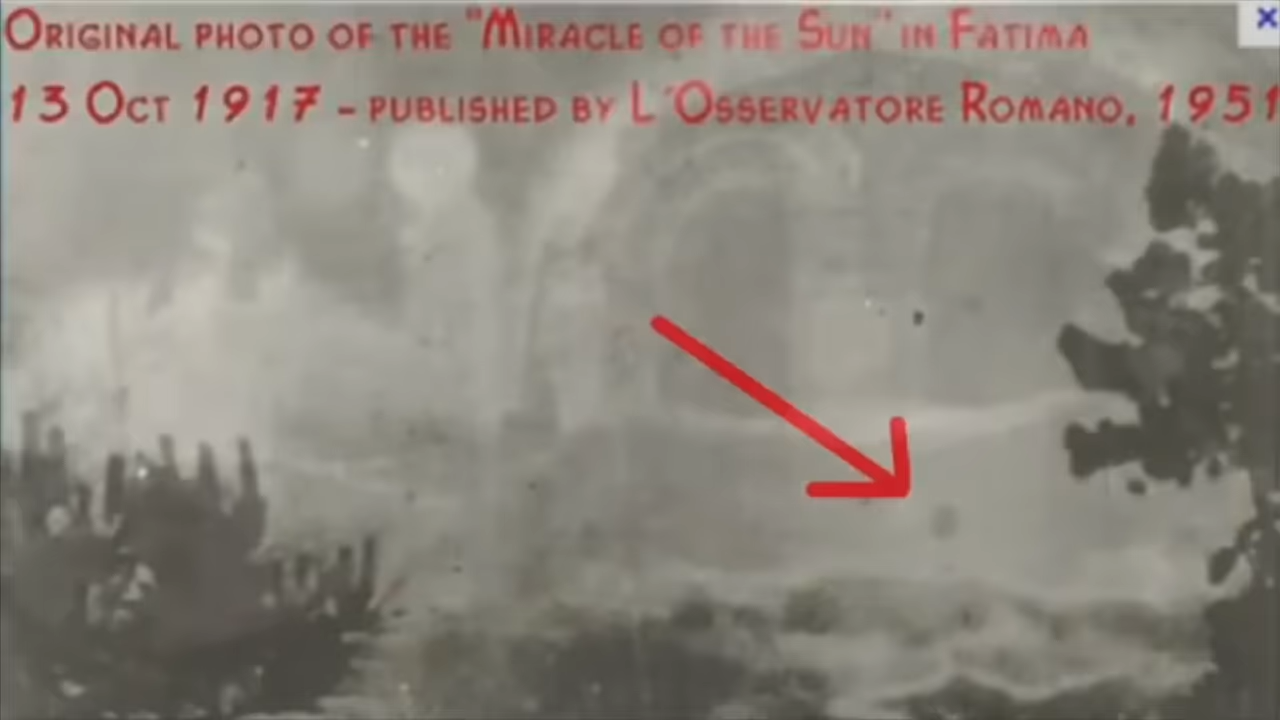 ORIGINAL PHOTO OF THE "MIRACLE OF THE SUN" IN FATIMA
13 OCT 1917 - PUBLISHED BY L'OSSERVATORE ROMANO, 1951